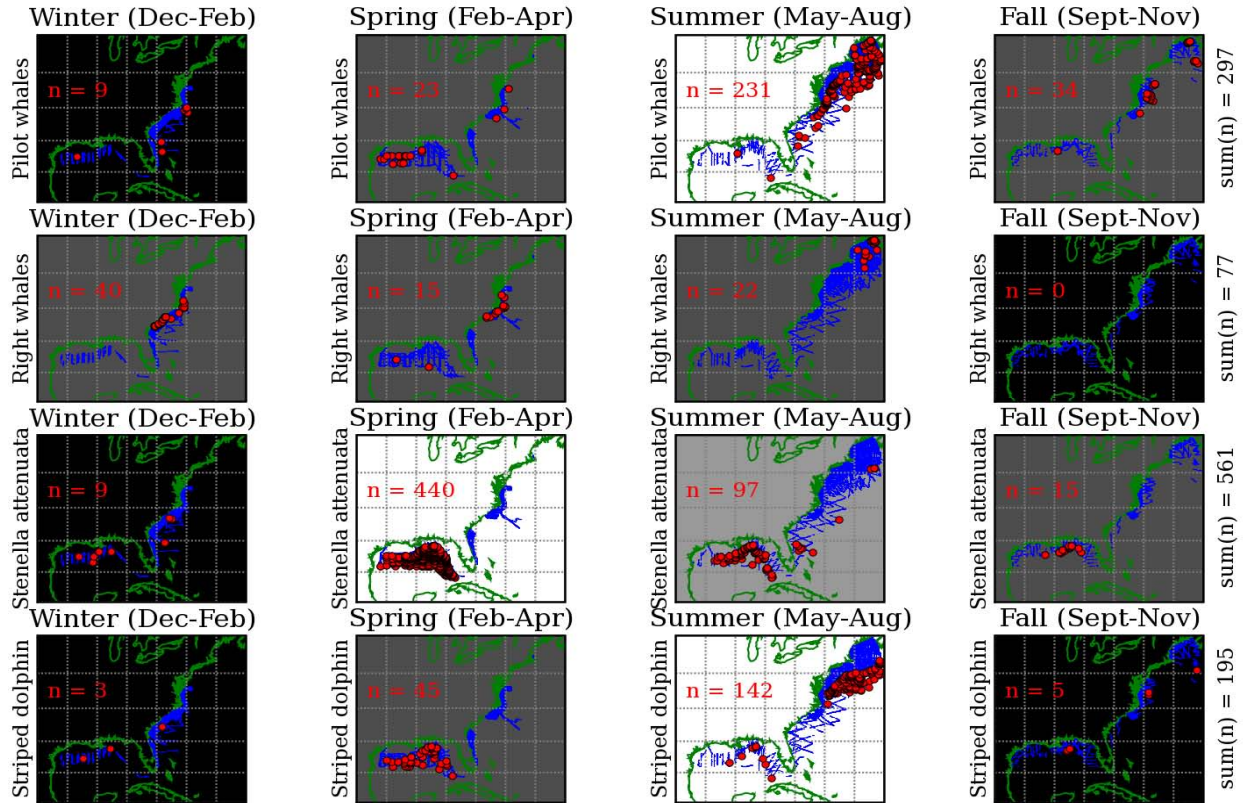 Winter (Dec-Feb) Spring (Feb-Apr) Summer (May-Aug) Fall (Sept-Nov)
Pilot whales n = 9 Pilot whales n = 23 Pilot whales n = 231 Pilot whales n = 34 sum(n) = 297
Winter (Dec-Feb) Spring (Feb-Apr) Summer (May-Aug) Fall (Sept-Nov)
Right whales n = 40 Right whales n = 15 Right whales n = 22 Right whales n = 0 sum(n) = 77
Winter (Dec-Feb) Spring (Feb-Apr) Summer (May-Aug) Fall (Sept-Nov)
Stenella attenuata n = 9 Stenella attenuata n = 440 Stenella attenuata n = 97 Stenella attenuata n = 15 sum(n) = 561
Winter (Dec-Feb) Spring (Feb-Apr) Summer (May-Aug) Fall (Sept-Nov)
Striped dolphin n = 3 Striped dolphin n = 45 Striped dolphin n = 142 Striped dolphin n = 5 sum(n) = 195